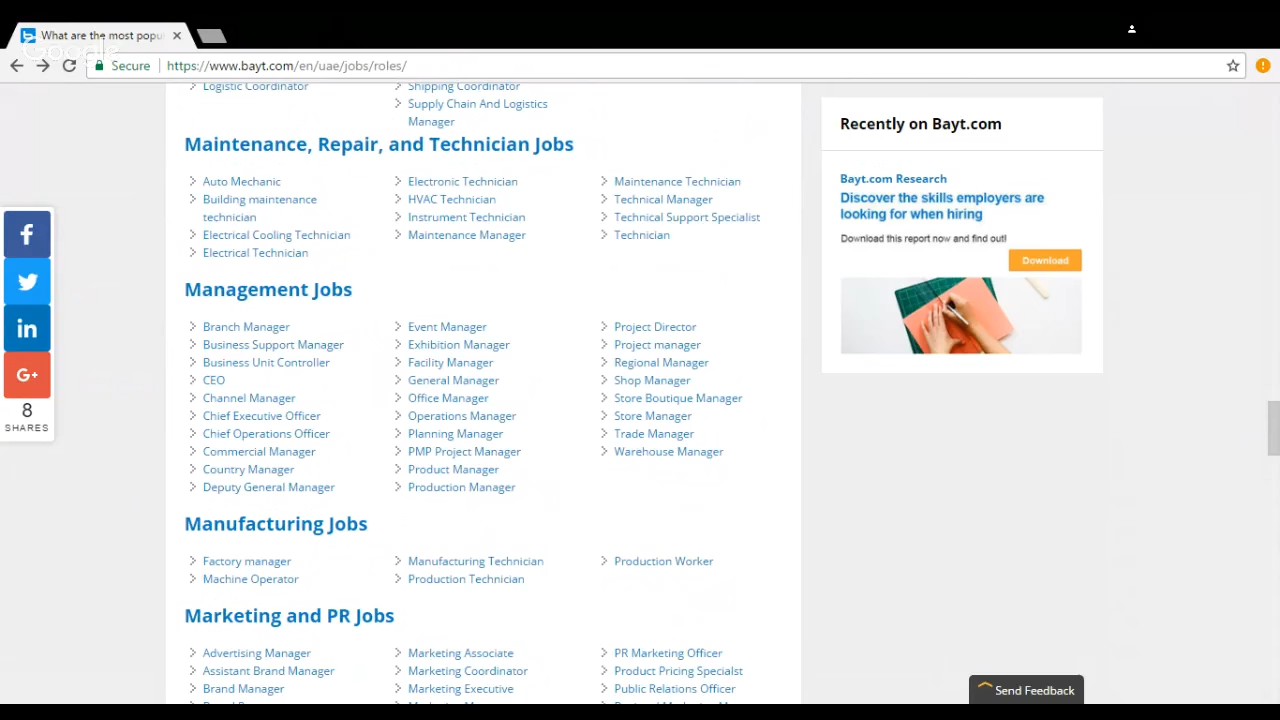 What are the most popu
Google
Secure https://www.bayt.com/en/uae/jobs/roles/
Logistic Coordinator
Shipping Coordinator
Supply Chain And Logistics
Manager
Maintenance, Repair, and Technician Jobs
Auto Mechanic
Building maintenance
technician
Electrical Cooling Technician
Electrical Technician
Electronic Technician
HVAC Technician
Instrument Technician
Maintenance Manager
Maintenance Technician
Technical Manager
Technical Support Specialist
Technician
Management Jobs
Branch Manager
Business Support Manager
Business Unit Controller
CEO
Channel Manager
Chief Executive Officer
Chief Operations Officer
Commercial Manager
Country Manager
Deputy General Manager
Event Manager
Exhibition Manager
Facility Manager
General Manager
Office Manager
Operations Manager
Planning Manager
PMP Project Manager
Product Manager
Production Manager
Project Director
Project manager
Regional Manager
Shop Manager
Store Boutique Manager
Store Manager
Trade Manager
Warehouse Manager
Manufacturing Jobs
Factory manager
Machine Operator
Manufacturing Technician
Production Technician
Production Worker
Marketing and PR Jobs
Advertising Manager
Assistant Brand Manager
Brand Manager
Marketing Associate
Marketing Coordinator
Marketing Executive
PR Marketing Officer
Product Pricing Specialst
Public Relations Officer
Recently on Bayt.com
Bayt.com Research
Discover the skills employers are
looking for when hiring
Download this report now and find out!
Download
f
in
G+
8
SHARES
Send Feedback